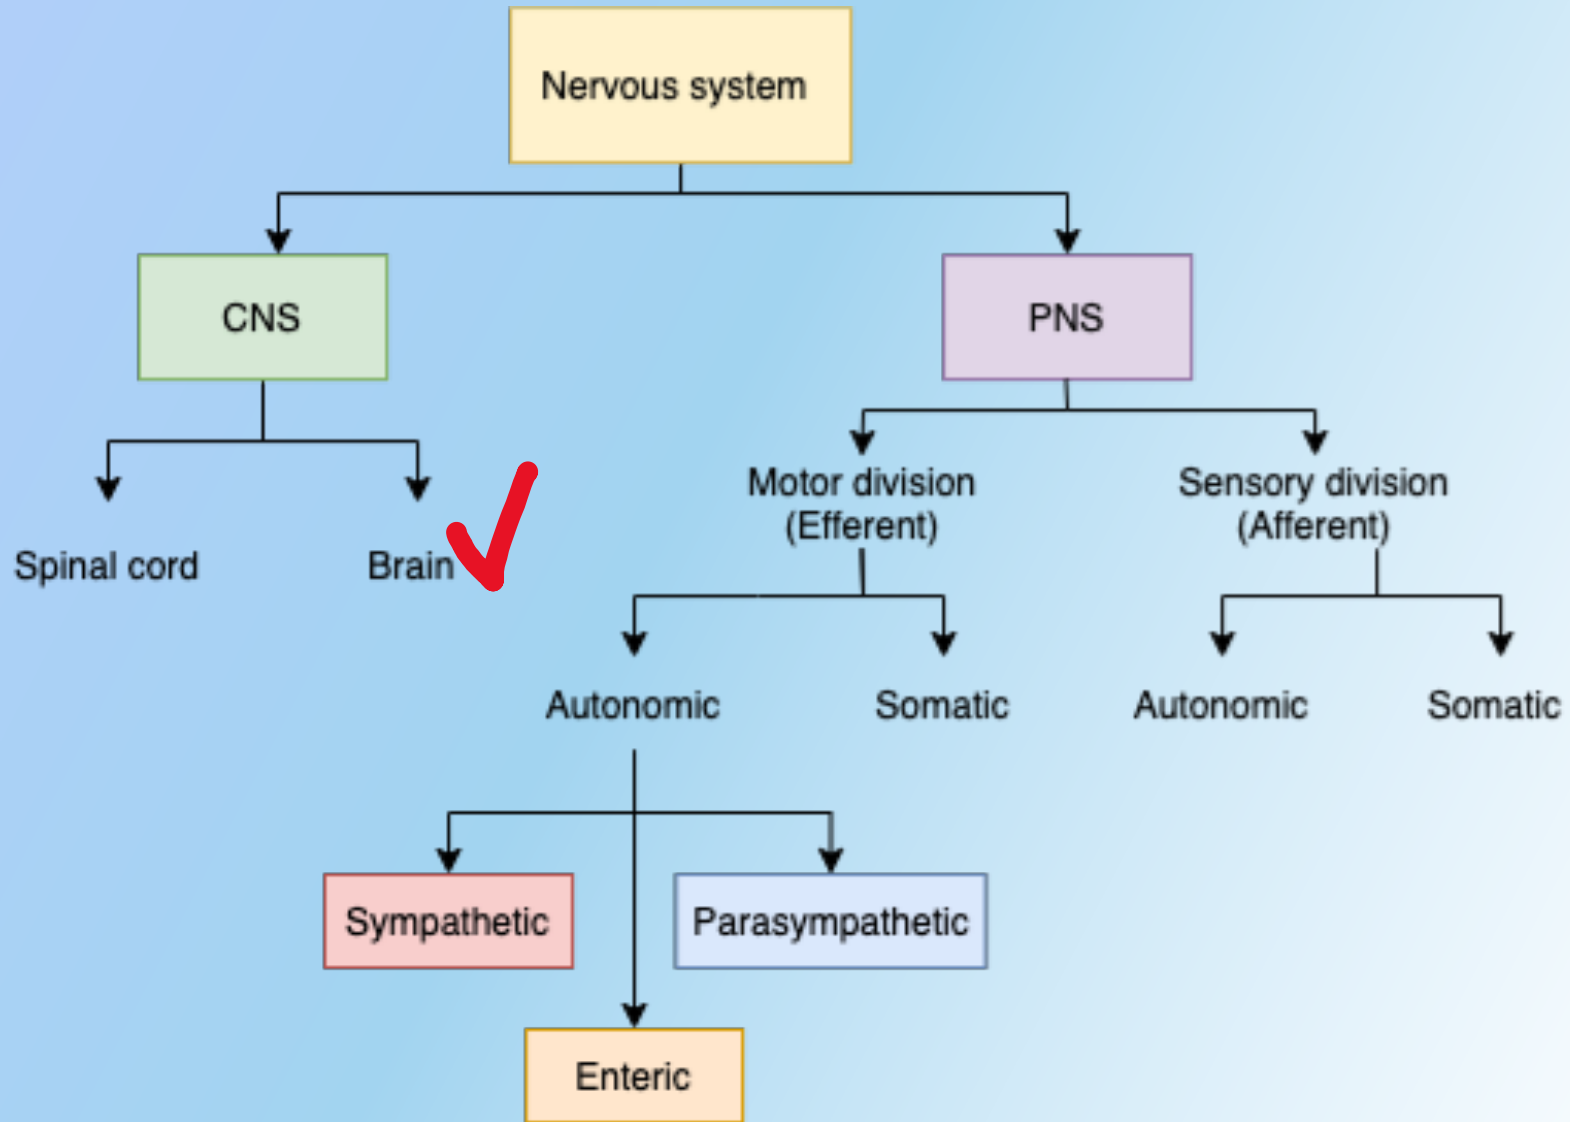 Nervous system
CNS
PNS
Motor division
(Efferent)
Sensory division
(Afferent)
Spinal cord
Brain
Autonomic
Somatic
Autonomic
Somatic
Sympathetic
Parasympathetic
Enteric